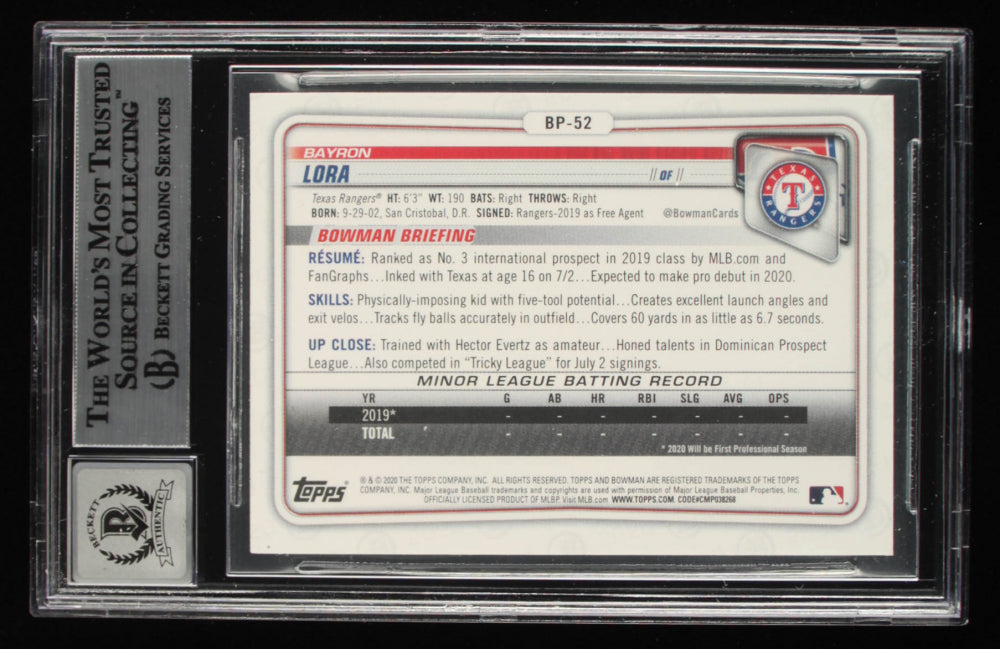 THE WORLD'S MOST TRUSTED
SOURCE IN COLLECTING™
BECKETT GRADING SERVICES
B
BECKETT
B
AUTHENTIC
BP-52
BAYRON
LORA
// OF //
TEXAS
T
RANGERS
Texas Rangers® HT: 6'3" WT: 190 BATS: Right THROWS: Right
BORN: 9-29-02, San Cristobal, D.R. SIGNED: Rangers-2019 as Free Agent @BowmanCards
BOWMAN BRIEFING
RÉSUMÉ: Ranked as No. 3 international prospect in 2019 class by MLB.com and
FanGraphs...Inked with Texas at age 16 on 7/2...Expected to make pro debut in 2020.
SKILLS: Physically-imposing kid with five-tool potential...Creates excellent launch angles and
exit velos...Tracks fly balls accurately in outfield...Covers 60 yards in as little as 6.7 seconds.
UP CLOSE: Trained with Hector Evertz as amateur...Honed talents in Dominican Prospect
League...Also competed in "Tricky League" for July 2 signings.
MINOR LEAGUE BATTING RECORD
YR G AB HR RBI SLG AVG OPS
2019* - - - - - - -
TOTAL - - - - - - -
* 2020 Will be First Professional Season
Topps®
® & © 2020 THE TOPPS COMPANY, INC. ALL RIGHTS RESERVED. TOPPS AND BOWMAN ARE REGISTERED TRADEMARKS OF THE TOPPS
COMPANY, INC. Major League Baseball trademarks and copyrights are used with permission of Major League Baseball Properties, Inc.
OFFICIALLY LICENSED PRODUCT OF MLBP. Visit MLB.com WWW.TOPPS.COM CODE#CMP038268